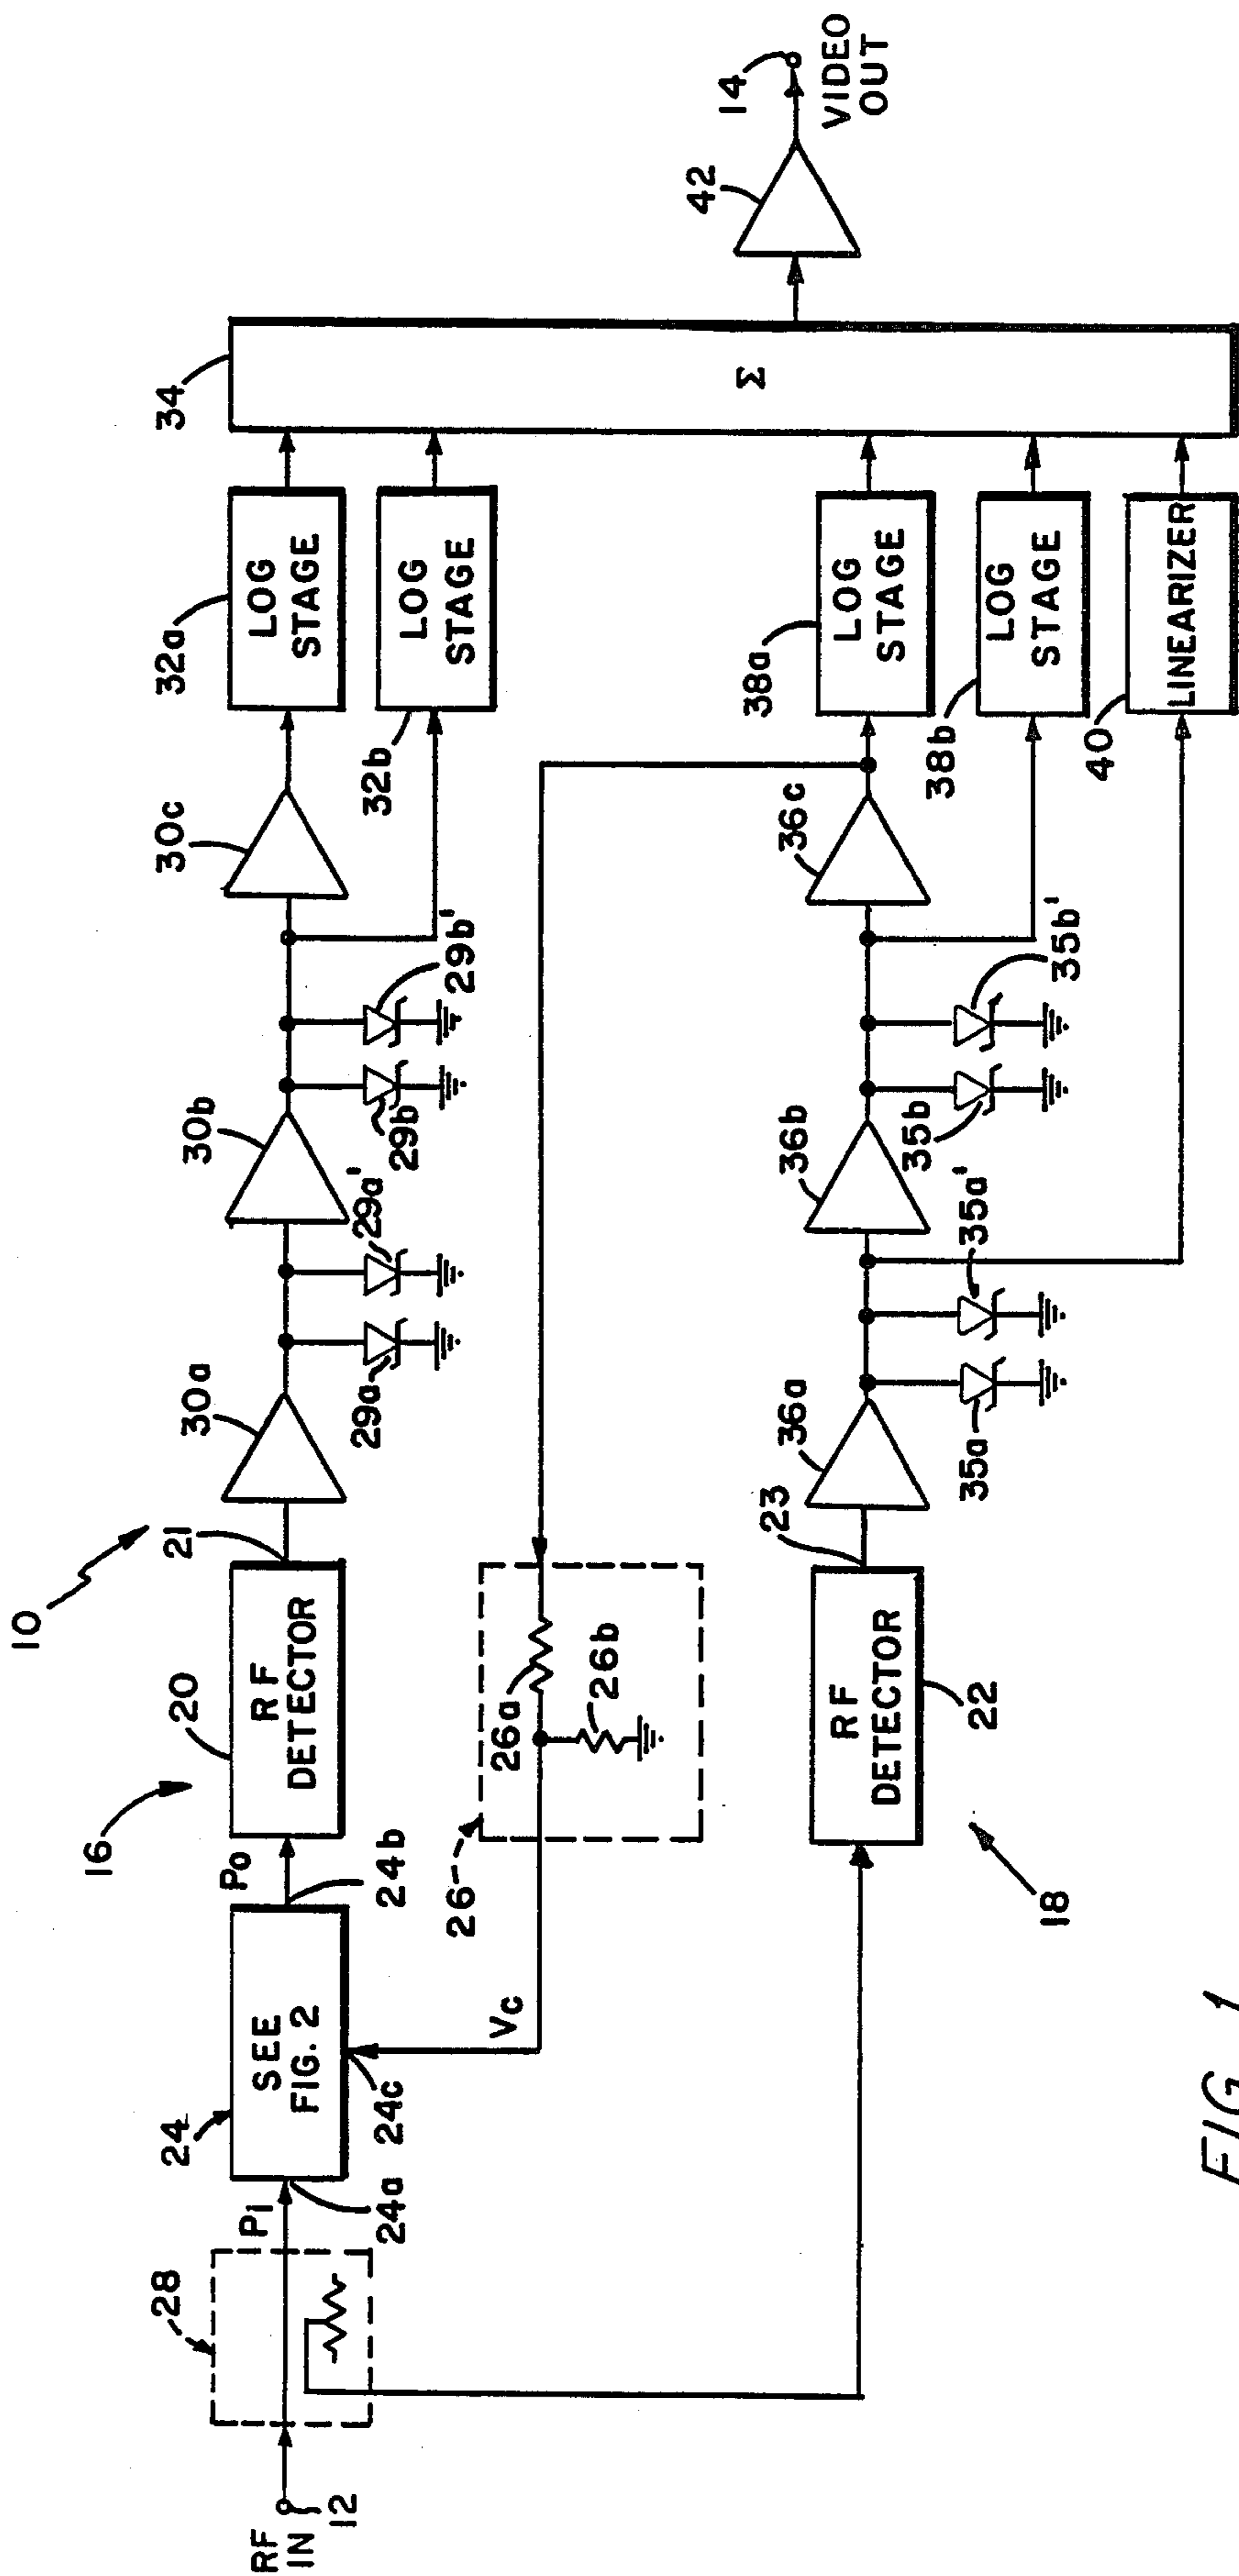 10
16
18
RF
IN
12
28
Pi
24a
24
SEE
FIG. 2
24c
24b
Po
Vc
20
RF
DETECTOR
21
30a
29a
29a'
30b
29b
29b'
30c
32a
LOG
STAGE
32b
LOG
STAGE
34
Σ
42
14
VIDEO
OUT
26
26a
26b
RF
DETECTOR
22
23
36a
35a
35a'
36b
35b
35b'
36c
38a
LOG
STAGE
38b
LOG
STAGE
40
LINEARIZER
FIG. 1